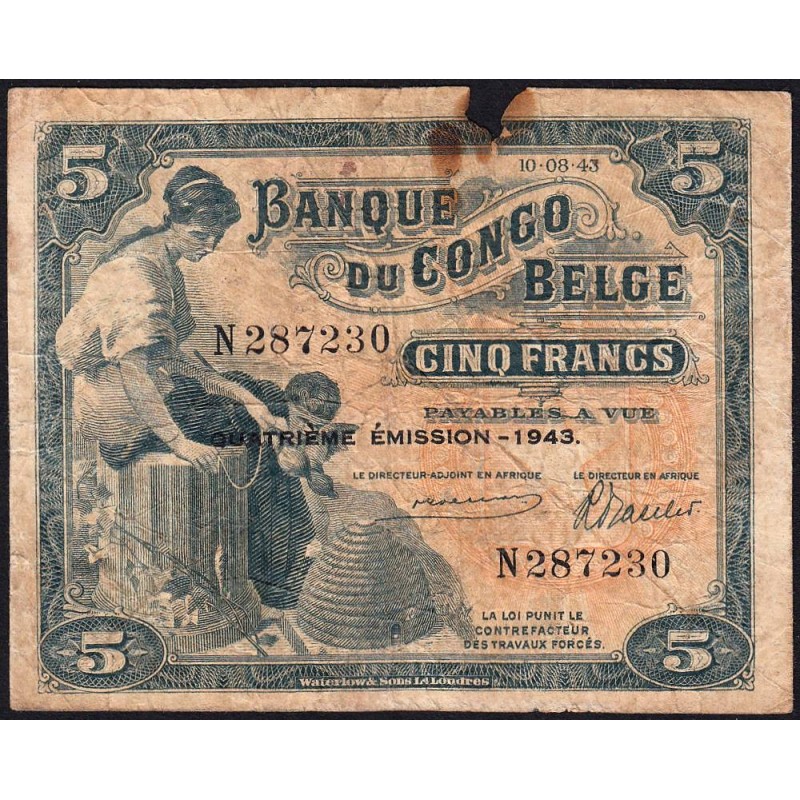 5 5
10-08-43
BANQUE
DU CONGO
BELGE
N287230
CINQ FRANCS
PAYABLES A VUE
QUATRIÈME ÉMISSION - 1943.
LE DIRECTEUR-ADJOINT EN AFRIQUE LE DIRECTEUR EN AFRIQUE
N287230
LA LOI PUNIT LE
CONTREFACTEUR
DES TRAVAUX FORCÉS.
5 5
Waterlow & Sons Ld Londres